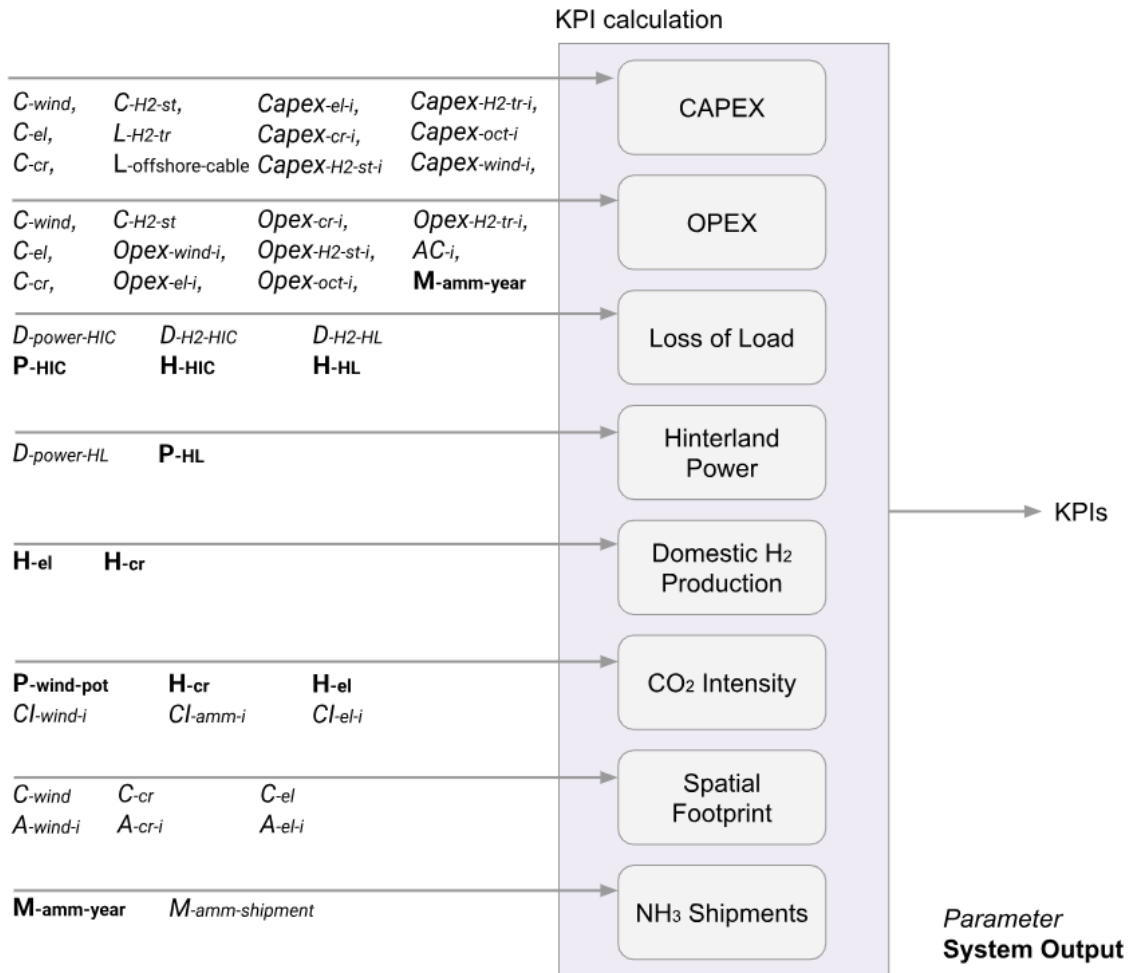 KPI calculation
C-wind, C-H2-st, Capex-el-i, Capex-H2-tr-i,
C-el, L-H2-tr Capex-cr-i, Capex-oct-i
C-cr, L-offshore-cable Capex-H2-st-i Capex-wind-i,
CAPEX
C-wind, C-H2-st Opex-cr-i, Opex-H2-tr-i,
C-el, Opex-wind-i, Opex-H2-st-i, AC-i,
C-cr, Opex-el-i, Opex-oct-i, M-amm-year
OPEX
D-power-HIC D-H2-HIC D-H2-HL
P-HIC H-HIC H-HL
Loss of Load
D-power-HL P-HL
Hinterland
Power
H-el H-cr
Domestic H2
Production
P-wind-pot H-cr H-el
CI-wind-i CI-amm-i CI-el-i
CO2 Intensity
C-wind C-cr C-el
A-wind-i A-cr-i A-el-i
Spatial
Footprint
M-amm-year M-amm-shipment
NH3 Shipments
KPIs
Parameter
System Output